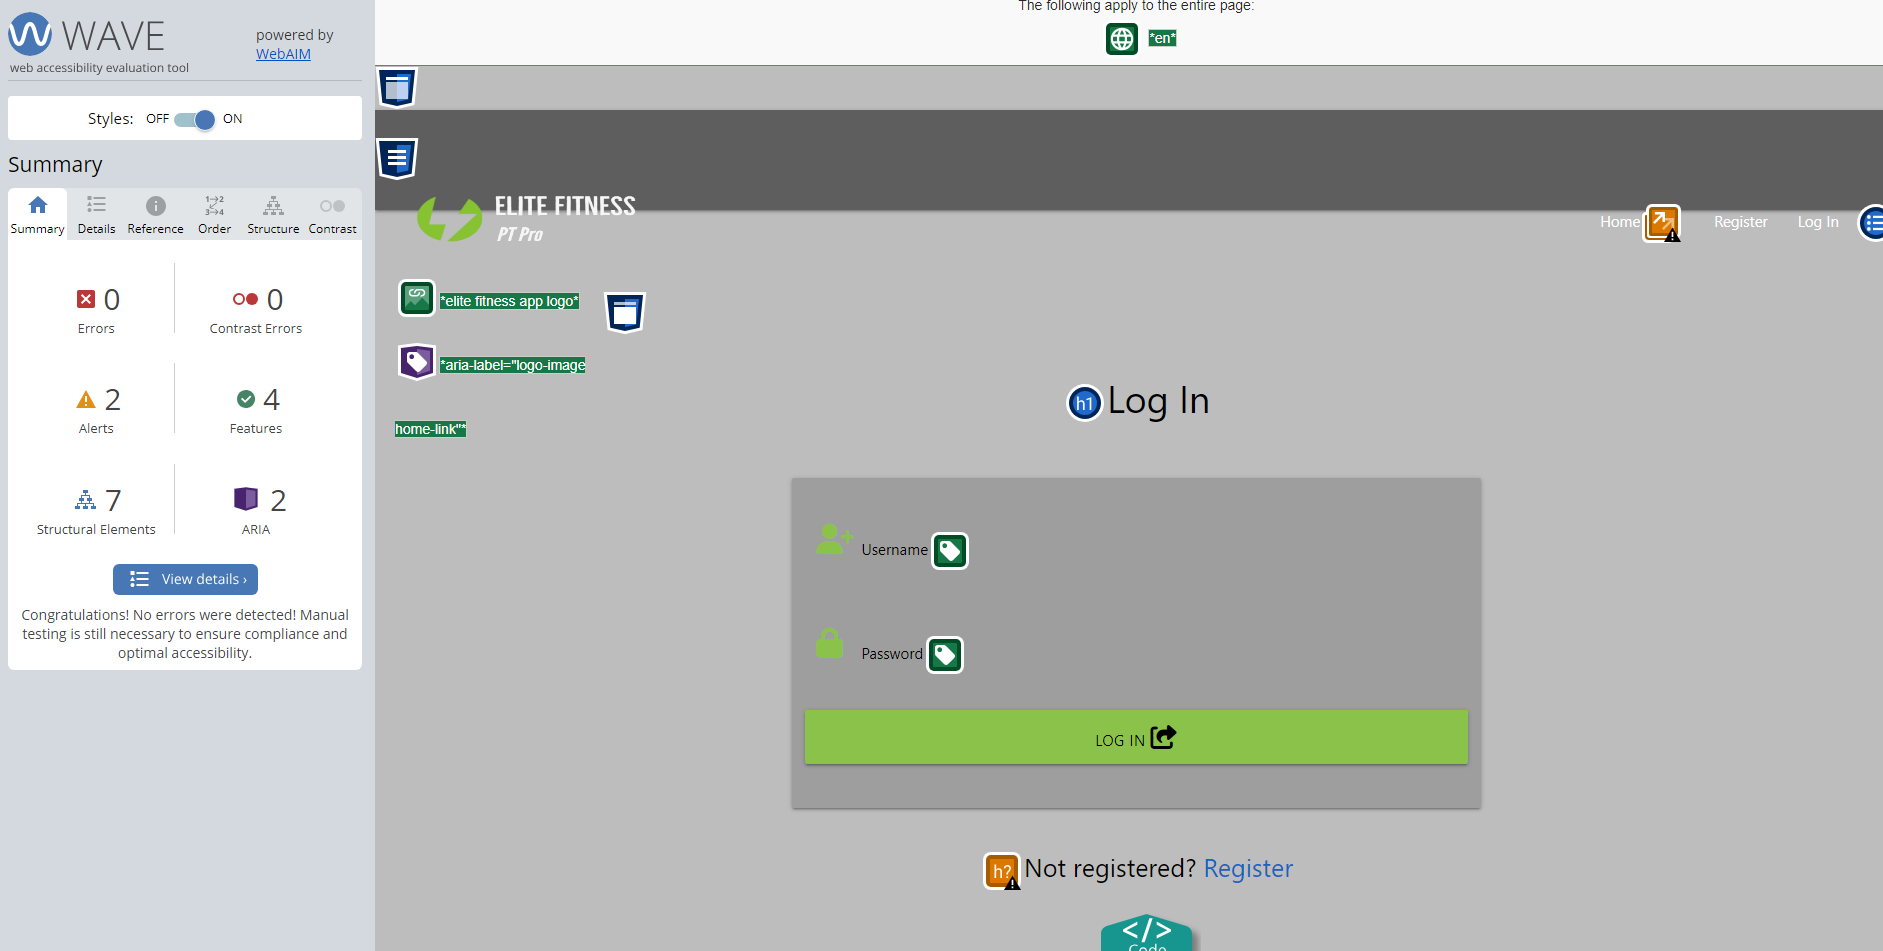 WAVE
web accessibility evaluation tool
powered by
WebAIM
Styles: OFF ON
Summary
1→2
3→4
Summary Details Reference Order Structure Contrast
0 0
Errors Contrast Errors
2 4
Alerts Features
7 2
Structural Elements ARIA
View details ›
Congratulations! No errors were detected! Manual
testing is still necessary to ensure compliance and
optimal accessibility.
The following apply to the entire page:
*en*
ELITE FITNESS
PT Pro
Home Register Log In
*elite fitness app logo*
*aria-label="logo-image
home-link"*
h1 Log In
Username
Password
LOG IN
h? Not registered? Register
</>
Code